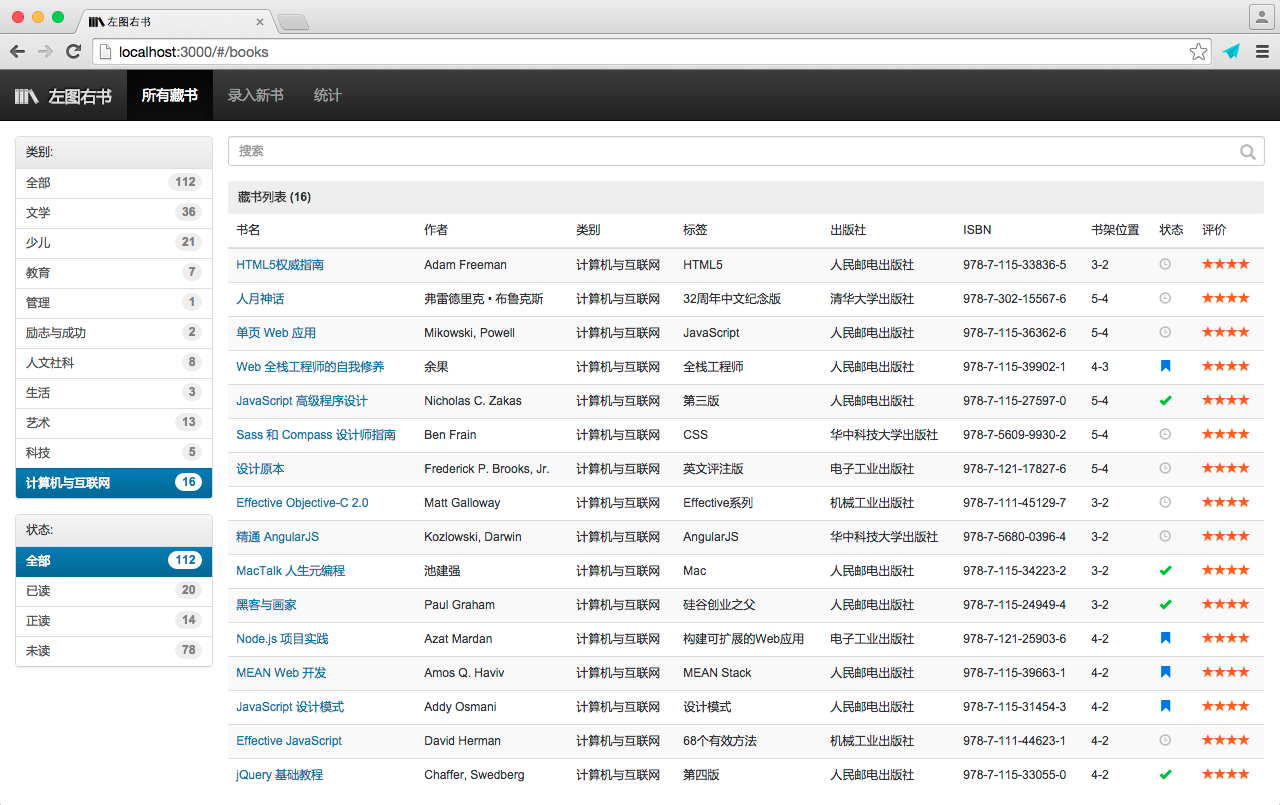 左图右书
localhost:3000/#/books
左图右书 所有藏书 录入新书 统计
类别:
全部 112
文学 36
少儿 21
教育 7
管理 1
励志与成功 2
人文社科 8
生活 3
艺术 13
科技 5
计算机与互联网 16
状态:
全部 112
已读 20
正读 14
未读 78
搜索
藏书列表 (16)
书名 作者 类别 标签 出版社 ISBN 书架位置 状态 评价
HTML5权威指南 Adam Freeman 计算机与互联网 HTML5 人民邮电出版社 978-7-115-33836-5 3-2 ★★★★
人月神话 弗雷德里克 • 布鲁克斯 计算机与互联网 32周年中文纪念版 清华大学出版社 978-7-302-15567-6 5-4 ★★★★
单页 Web 应用 Mikowski, Powell 计算机与互联网 JavaScript 人民邮电出版社 978-7-115-36362-6 5-4 ★★★★
Web 全栈工程师的自我修养 余果 计算机与互联网 全栈工程师 人民邮电出版社 978-7-115-39902-1 4-3 ★★★★
JavaScript 高级程序设计 Nicholas C. Zakas 计算机与互联网 第三版 人民邮电出版社 978-7-115-27597-0 5-4 ★★★★
Sass 和 Compass 设计师指南 Ben Frain 计算机与互联网 CSS 华中科技大学出版社 978-7-5609-9930-2 5-4 ★★★★
设计原本 Frederick P. Brooks, Jr. 计算机与互联网 英文评注版 电子工业出版社 978-7-121-17827-6 5-4 ★★★★
Effective Objective-C 2.0 Matt Galloway 计算机与互联网 Effective系列 机械工业出版社 978-7-111-45129-7 3-2 ★★★★
精通 AngularJS Kozlowski, Darwin 计算机与互联网 AngularJS 华中科技大学出版社 978-7-5680-0396-4 3-2 ★★★★
MacTalk 人生元编程 池建强 计算机与互联网 Mac 人民邮电出版社 978-7-115-34223-2 3-2 ★★★★
黑客与画家 Paul Graham 计算机与互联网 硅谷创业之父 人民邮电出版社 978-7-115-24949-4 3-2 ★★★★
Node.js 项目实践 Azat Mardan 计算机与互联网 构建可扩展的Web应用 电子工业出版社 978-7-121-25903-6 4-2 ★★★★
MEAN Web 开发 Amos Q. Haviv 计算机与互联网 MEAN Stack 人民邮电出版社 978-7-115-39663-1 4-2 ★★★★
JavaScript 设计模式 Addy Osmani 计算机与互联网 设计模式 人民邮电出版社 978-7-115-31454-3 4-2 ★★★★
Effective JavaScript David Herman 计算机与互联网 68个有效方法 机械工业出版社 978-7-111-44623-1 4-2 ★★★★
jQuery 基础教程 Chaffer, Swedberg 计算机与互联网 第四版 人民邮电出版社 978-7-115-33055-0 4-2 ★★★★